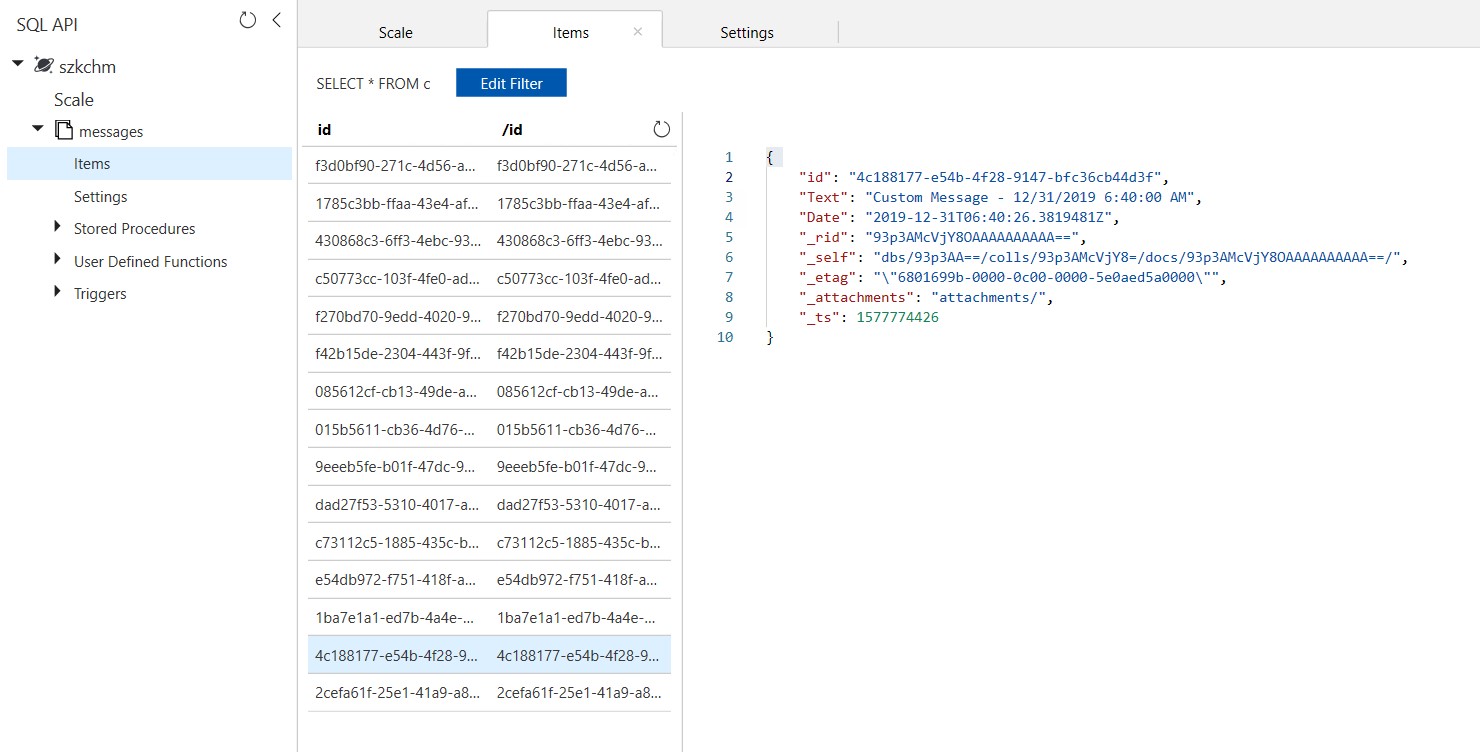 SQL API
szkchm
Scale
messages
Items
Settings
Stored Procedures
User Defined Functions
Triggers
Scale Items × Settings
SELECT * FROM c Edit Filter
id /id
f3d0bf90-271c-4d56-a... f3d0bf90-271c-4d56-a...
1785c3bb-ffaa-43e4-af... 1785c3bb-ffaa-43e4-af...
430868c3-6ff3-4ebc-93... 430868c3-6ff3-4ebc-93...
c50773cc-103f-4fe0-ad... c50773cc-103f-4fe0-ad...
f270bd70-9edd-4020-9... f270bd70-9edd-4020-9...
f42b15de-2304-443f-9f... f42b15de-2304-443f-9f...
085612cf-cb13-49de-a... 085612cf-cb13-49de-a...
015b5611-cb36-4d76-... 015b5611-cb36-4d76-...
9eeeb5fe-b01f-47dc-9... 9eeeb5fe-b01f-47dc-9...
dad27f53-5310-4017-a... dad27f53-5310-4017-a...
c73112c5-1885-435c-b... c73112c5-1885-435c-b...
e54db972-f751-418f-a... e54db972-f751-418f-a...
1ba7e1a1-ed7b-4a4e-... 1ba7e1a1-ed7b-4a4e-...
4c188177-e54b-4f28-9... 4c188177-e54b-4f28-9...
2cefa61f-25e1-41a9-a8... 2cefa61f-25e1-41a9-a8...
1 {
2 "id": "4c188177-e54b-4f28-9147-bfc36cb44d3f",
3 "Text": "Custom Message - 12/31/2019 6:40:00 AM",
4 "Date": "2019-12-31T06:40:26.3819481Z",
5 "_rid": "93p3AMcVjY8OAAAAAAAAAA==",
6 "_self": "dbs/93p3AA==/colls/93p3AMcVjY8=/docs/93p3AMcVjY8OAAAAAAAAAA==/",
7 "_etag": "\"6801699b-0000-0c00-0000-5e0aed5a0000\"",
8 "_attachments": "attachments/",
9 "_ts": 1577774426
10 }